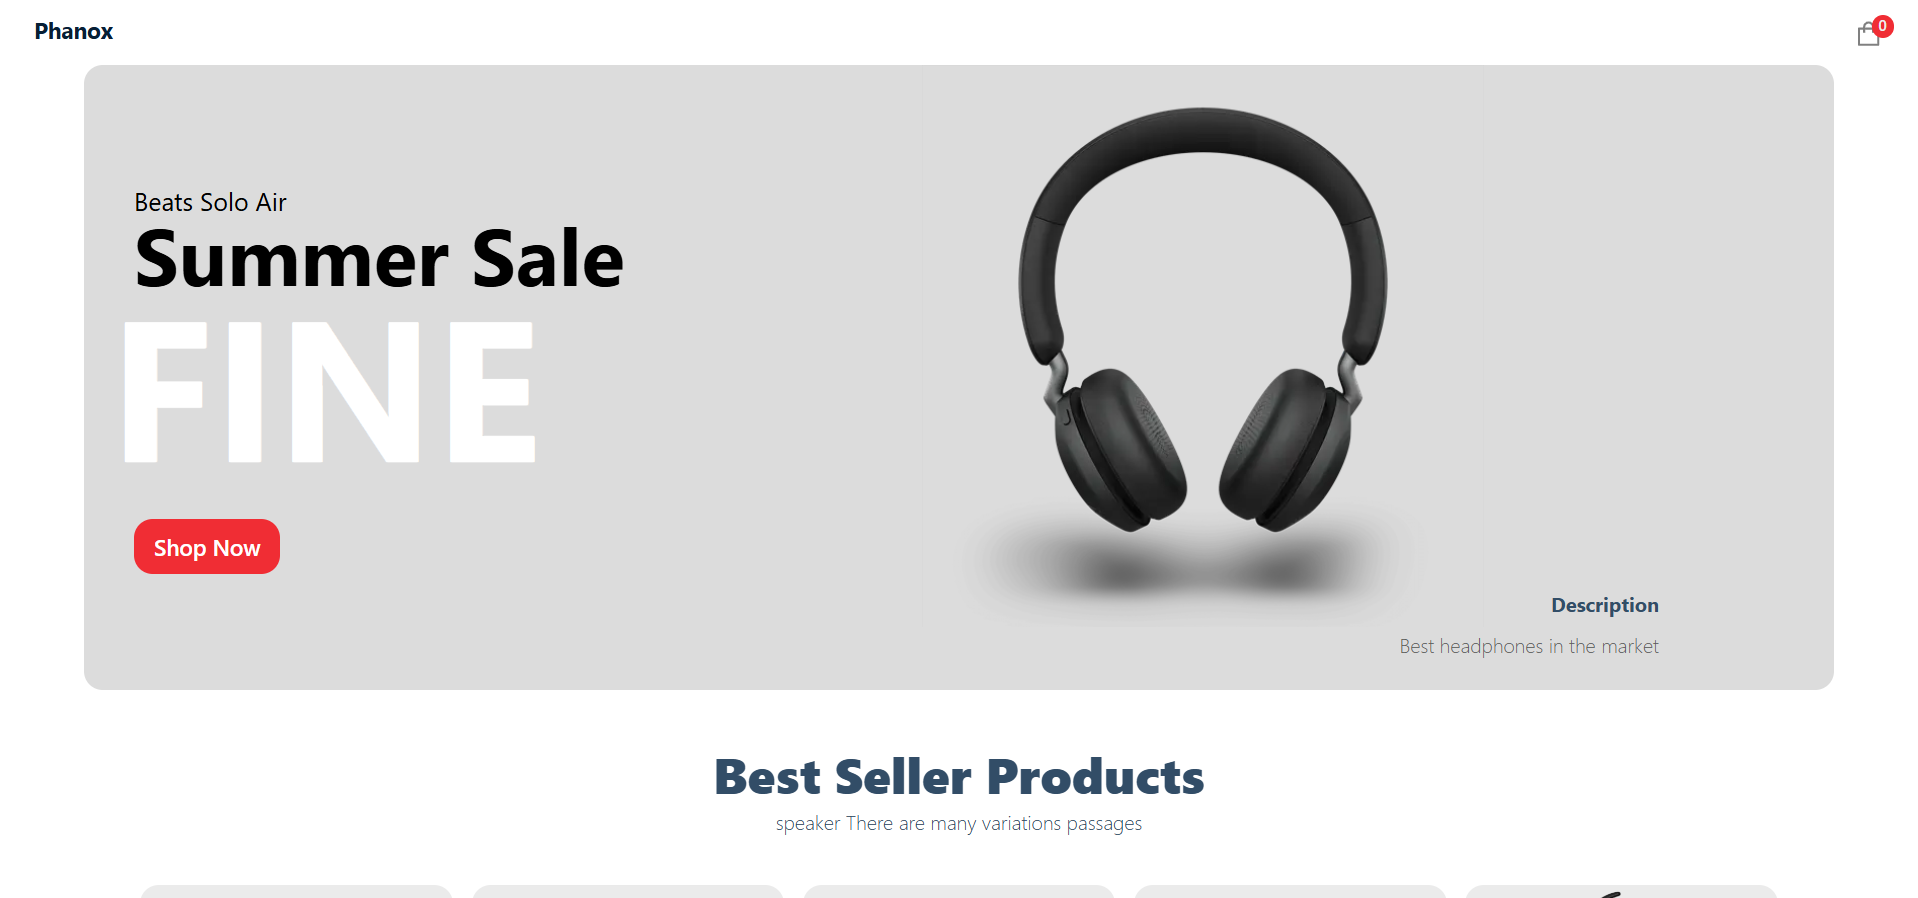 Phanox
0
Beats Solo Air
Summer Sale
FINE
Shop Now
Description
Best headphones in the market
Best Seller Products
speaker There are many variations passages